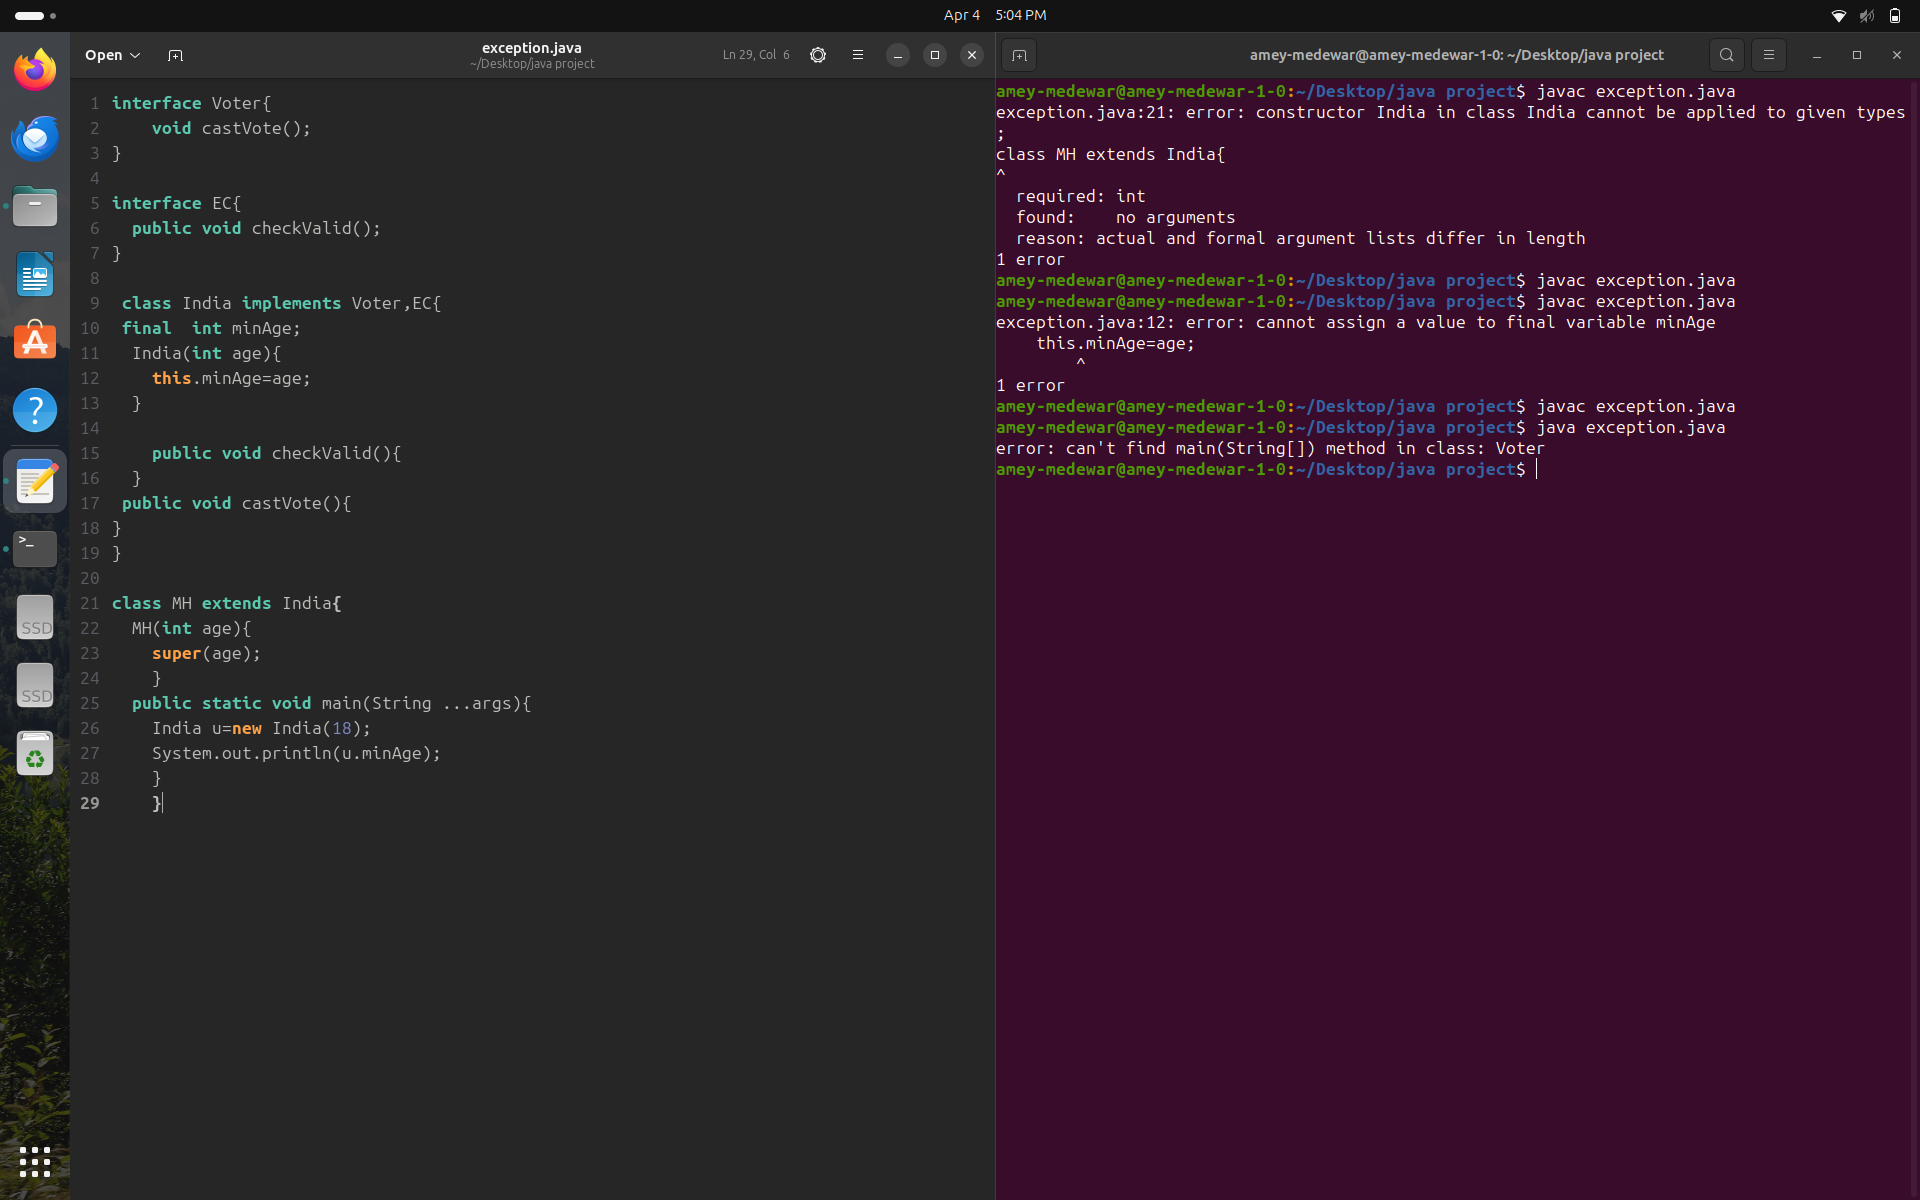 Apr 4 5:04 PM
Open
exception.java
~/Desktop/java project
Ln 29, Col 6
1 interface Voter{
2     void castVote();
3 }
4
5 interface EC{
6   public void checkValid();
7 }
8
9  class India implements Voter,EC{
10  final  int minAge;
11   India(int age){
12     this.minAge=age;
13   }
14
15     public void checkValid(){
16   }
17  public void castVote(){
18 }
19 }
20
21 class MH extends India{
22   MH(int age){
23     super(age);
24     }
25   public static void main(String ...args){
26     India u=new India(18);
27     System.out.println(u.minAge);
28     }
29     }
SSD
SSD
amey-medewar@amey-medewar-1-0: ~/Desktop/java project
amey-medewar@amey-medewar-1-0:~/Desktop/java project$ javac exception.java
exception.java:21: error: constructor India in class India cannot be applied to given types
;
class MH extends India{
^
  required: int
  found:    no arguments
  reason: actual and formal argument lists differ in length
1 error
amey-medewar@amey-medewar-1-0:~/Desktop/java project$ javac exception.java
amey-medewar@amey-medewar-1-0:~/Desktop/java project$ javac exception.java
exception.java:12: error: cannot assign a value to final variable minAge
    this.minAge=age;
        ^
1 error
amey-medewar@amey-medewar-1-0:~/Desktop/java project$ javac exception.java
amey-medewar@amey-medewar-1-0:~/Desktop/java project$ java exception.java
error: can't find main(String[]) method in class: Voter
amey-medewar@amey-medewar-1-0:~/Desktop/java project$